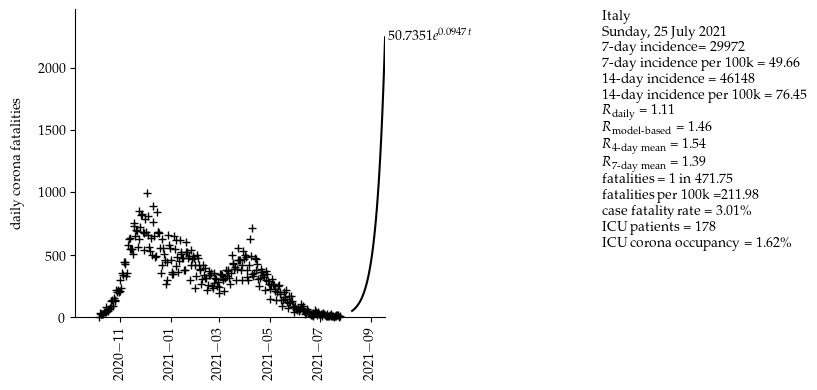 50.7351e^0.0947 t
daily corona fatalities
2000
1500
1000
500
0
2020−11
2021−01
2021−03
2021−05
2021−07
2021−09
Italy
Sunday, 25 July 2021
7-day incidence= 29972
7-day incidence per 100k = 49.66
14-day incidence = 46148
14-day incidence per 100k = 76.45
R_daily = 1.11
R_model-based = 1.46
R_4-day mean = 1.54
R_7-day mean = 1.39
fatalities = 1 in 471.75
fatalities per 100k =211.98
case fatality rate = 3.01%
ICU patients = 178
ICU corona occupancy = 1.62%